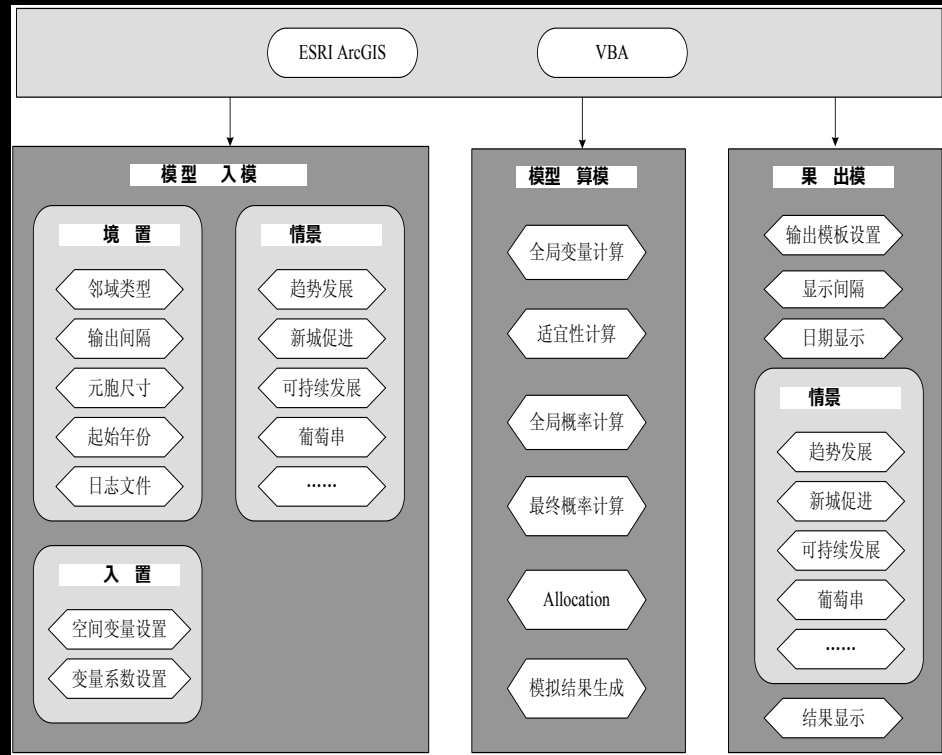 ESRI ArcGIS
VBA
模型 入模
境 置
邻域类型
输出间隔
元胞尺寸
起始年份
日志文件
情景
趋势发展
新城促进
可持续发展
葡萄串
……
入 置
空间变量设置
变量系数设置
模型 算模
全局变量计算
适宜性计算
全局概率计算
最终概率计算
Allocation
模拟结果生成
果 出模
输出模板设置
显示间隔
日期显示
情景
趋势发展
新城促进
可持续发展
葡萄串
……
结果显示